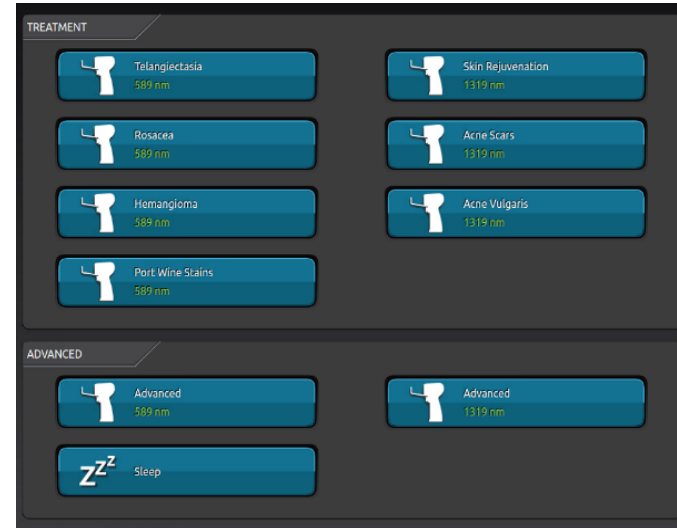 TREATMENT
Telangiectasia
589 nm
Skin Rejuvenation
1319 nm
Rosacea
589 nm
Acne Scars
1319 nm
Hemangioma
589 nm
Acne Vulgaris
1319 nm
Port Wine Stains
589 nm
ADVANCED
Advanced
589 nm
Advanced
1319 nm
zzz
Sleep